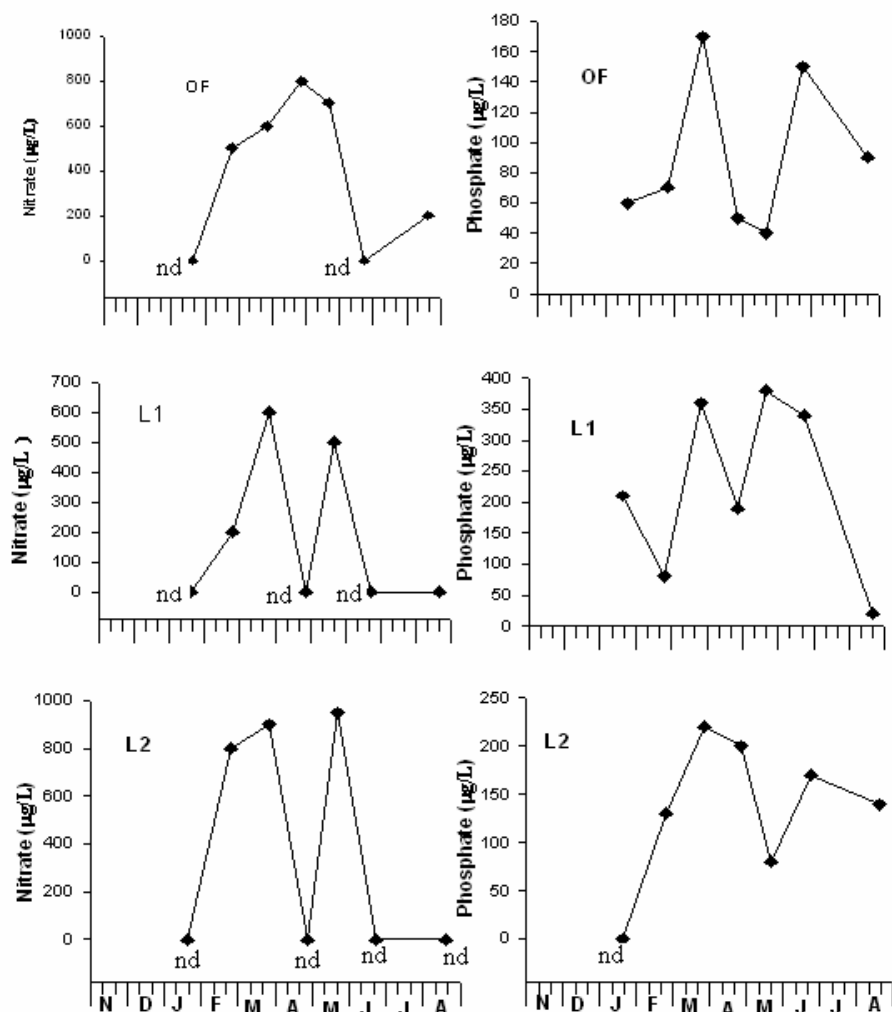 1000
800
600
400
200
0
Nitrate (µg/L)
OF
nd
nd
180
160
140
120
100
80
60
40
20
0
Phosphate (µg/L)
OF
700
600
500
400
300
200
100
0
Nitrate (µg/L )
L1
nd
nd
nd
400
350
300
250
200
150
100
50
0
Phosphate (µg/L)
L1
1000
800
600
400
200
0
Nitrate (µg/L)
L2
nd
nd
nd
nd
N D J F M A M J J A
250
200
150
100
50
0
Phosphate (µg/L)
L2
nd
N D J F M A M J J A